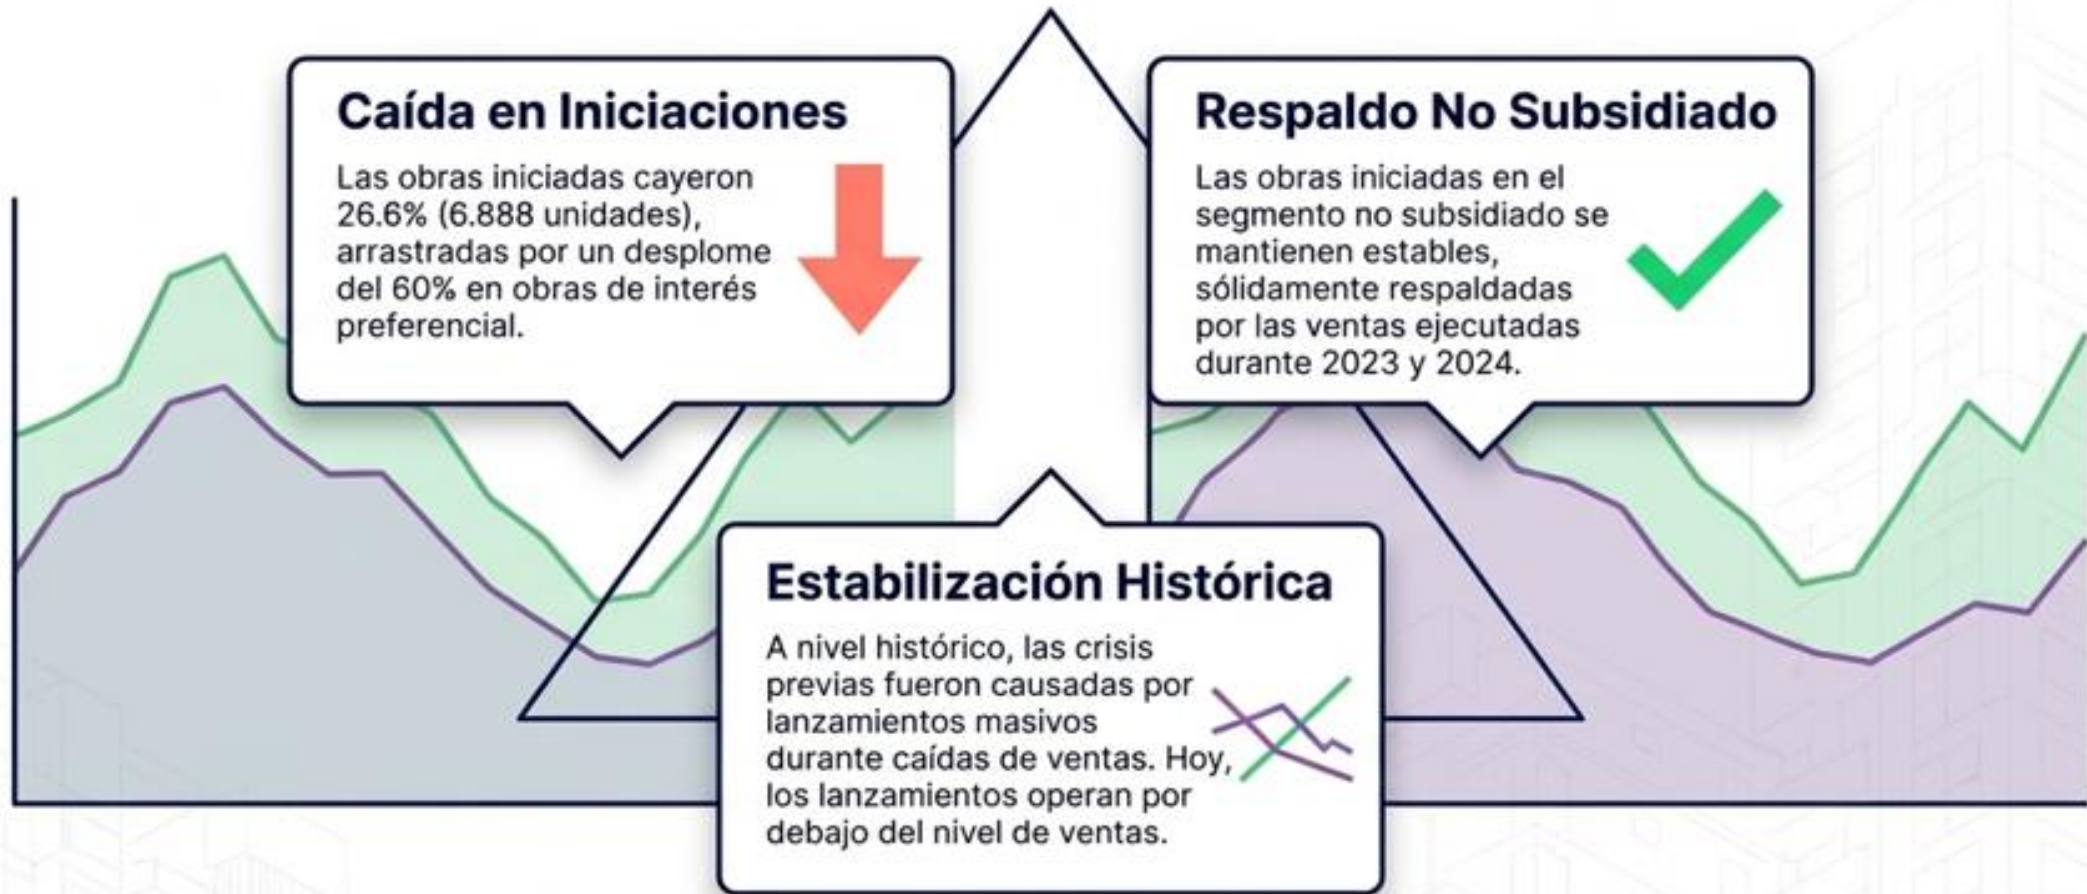 Caída en Iniciaciones
Las obras iniciadas cayeron
26.6% (6.888 unidades),
arrastradas por un desplome
del 60% en obras de interés
preferencial.
Respaldo No Subsidiado
Las obras iniciadas en el
segmento no subsidiado se
mantienen estables,
sólidamente respaldadas
por las ventas ejecutadas
durante 2023 y 2024.
Estabilización Histórica
A nivel histórico, las crisis
previas fueron causadas por
lanzamientos masivos
durante caídas de ventas. Hoy,
los lanzamientos operan por
debajo del nivel de ventas.